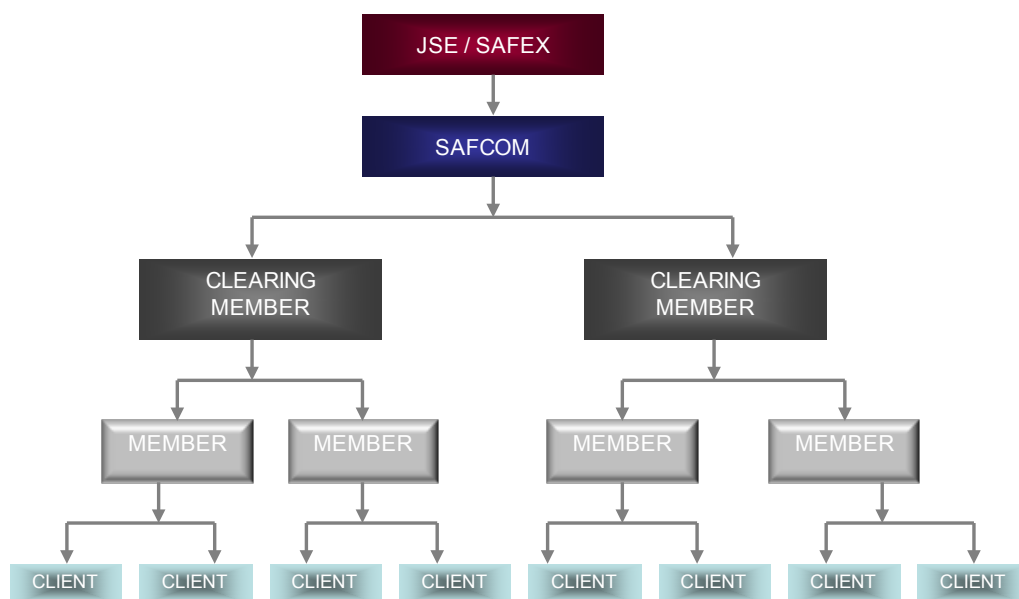 JSE / SAFEX
SAFCOM
CLEARING
MEMBER
CLEARING
MEMBER
MEMBER
MEMBER
MEMBER
MEMBER
CLIENT
CLIENT
CLIENT
CLIENT
CLIENT
CLIENT
CLIENT
CLIENT